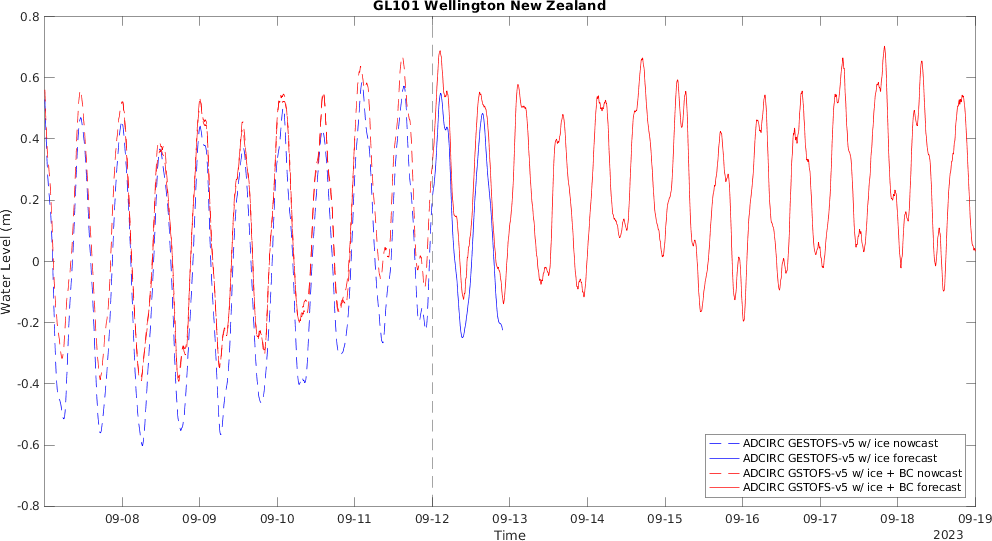 GL101 Wellington New Zealand
0.8
0.6
0.4
0.2
0
-0.2
-0.4
-0.6
-0.8
Water Level (m)
ADCIRC GESTOFS-v5 w/ ice nowcast
ADCIRC GESTOFS-v5 w/ ice forecast
ADCIRC GSTOFS-v5 w/ ice + BC nowcast
ADCIRC GSTOFS-v5 w/ ice + BC forecast
09-08 09-09 09-10 09-11 09-12 09-13 09-14 09-15 09-16 09-17 09-18 09-19
Time
2023